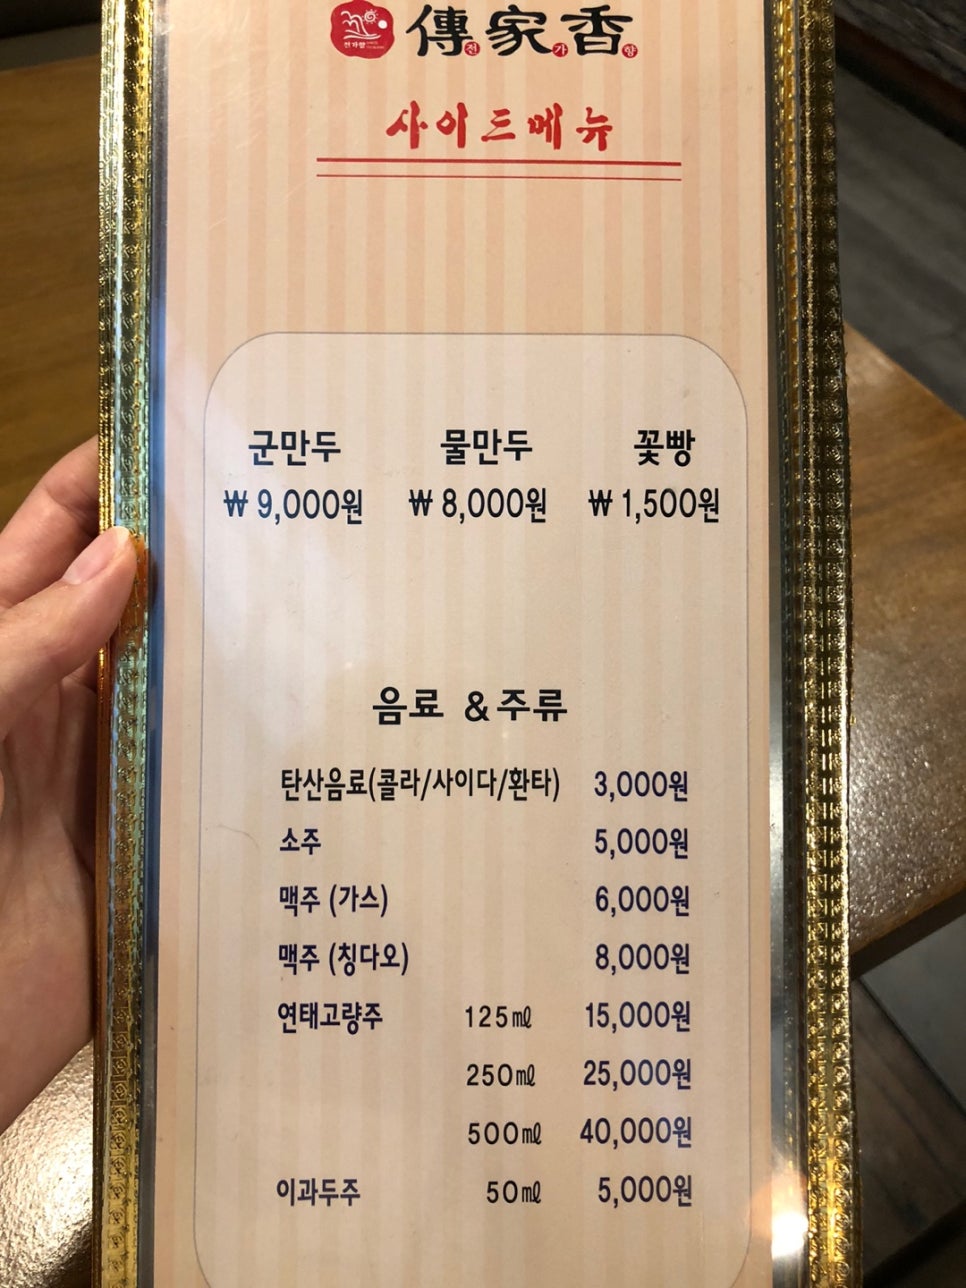 전가향
傳家香
전 가 향
사이드메뉴
군만두 물만두 꽃빵
₩ 9,000원 ₩ 8,000원 ₩ 1,500원
음료 & 주류
탄산음료(콜라/사이다/환타) 3,000원
소주 5,000원
맥주 (가스) 6,000원
맥주 (칭다오) 8,000원
연태고량주 125㎖ 15,000원
250㎖ 25,000원
500㎖ 40,000원
이과두주 50㎖ 5,000원